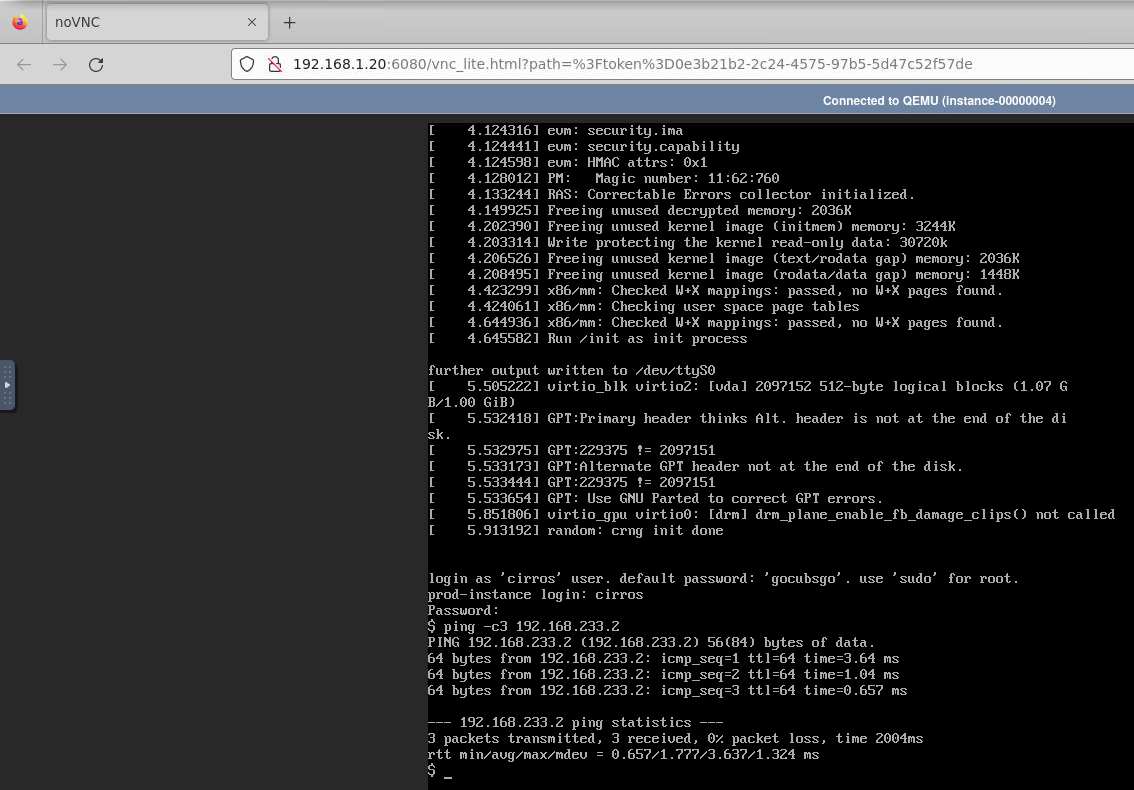 noVNC
192.168.1.20:6080/vnc_lite.html?path=%3Ftoken%3D0e3b21b2-2c24-4575-97b5-5d47c52f57de
Connected to QEMU (instance-00000004)
[    4.124316] evm: security.ima
[    4.124441] evm: security.capability
[    4.124598] evm: HMAC attrs: 0x1
[    4.128012] PM:   Magic number: 11:62:760
[    4.133244] RAS: Correctable Errors collector initialized.
[    4.149925] Freeing unused decrypted memory: 2036K
[    4.202390] Freeing unused kernel image (initmem) memory: 3244K
[    4.203314] Write protecting the kernel read-only data: 30720k
[    4.206526] Freeing unused kernel image (text/rodata gap) memory: 2036K
[    4.208495] Freeing unused kernel image (rodata/data gap) memory: 1448K
[    4.423299] x86/mm: Checked W+X mappings: passed, no W+X pages found.
[    4.424061] x86/mm: Checking user space page tables
[    4.644936] x86/mm: Checked W+X mappings: passed, no W+X pages found.
[    4.645582] Run /init as init process
further output written to /dev/ttyS0
[    5.505222] virtio_blk virtio2: [vda] 2097152 512-byte logical blocks (1.07 G
B/1.00 GiB)
[    5.532418] GPT:Primary header thinks Alt. header is not at the end of the di
sk.
[    5.532975] GPT:229375 != 2097151
[    5.533173] GPT:Alternate GPT header not at the end of the disk.
[    5.533444] GPT:229375 != 2097151
[    5.533654] GPT: Use GNU Parted to correct GPT errors.
[    5.851806] virtio_gpu virtio0: [drm] drm_plane_enable_fb_damage_clips() not called
[    5.913192] random: crng init done
login as 'cirros' user. default password: 'gocubsgo'. use 'sudo' for root.
prod-instance login: cirros
Password:
$ ping -c3 192.168.233.2
PING 192.168.233.2 (192.168.233.2) 56(84) bytes of data.
64 bytes from 192.168.233.2: icmp_seq=1 ttl=64 time=3.64 ms
64 bytes from 192.168.233.2: icmp_seq=2 ttl=64 time=1.04 ms
64 bytes from 192.168.233.2: icmp_seq=3 ttl=64 time=0.657 ms
--- 192.168.233.2 ping statistics ---
3 packets transmitted, 3 received, 0% packet loss, time 2004ms
rtt min/avg/max/mdev = 0.657/1.777/3.637/1.324 ms
$ _